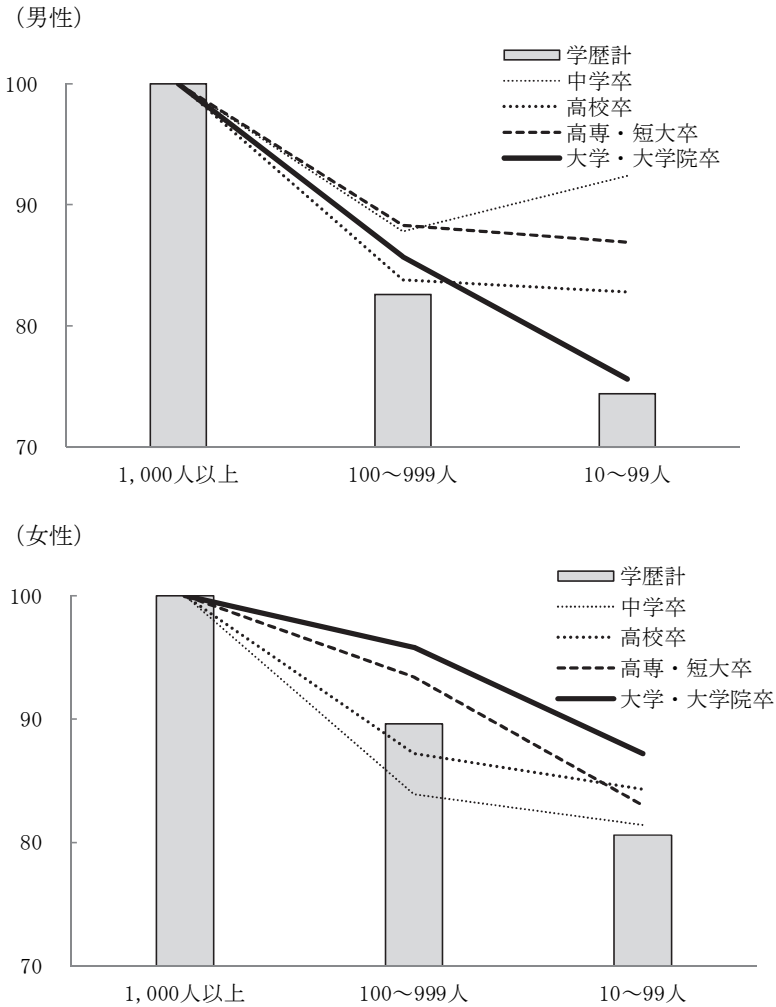 （男性）
学歴計
中学卒
高校卒
高専・短大卒
大学・大学院卒
100
90
80
70
1,000人以上
100～999人
10～99人
（女性）
学歴計
中学卒
高校卒
高専・短大卒
大学・大学院卒
100
90
80
70
1,000人以上
100～999人
10～99人